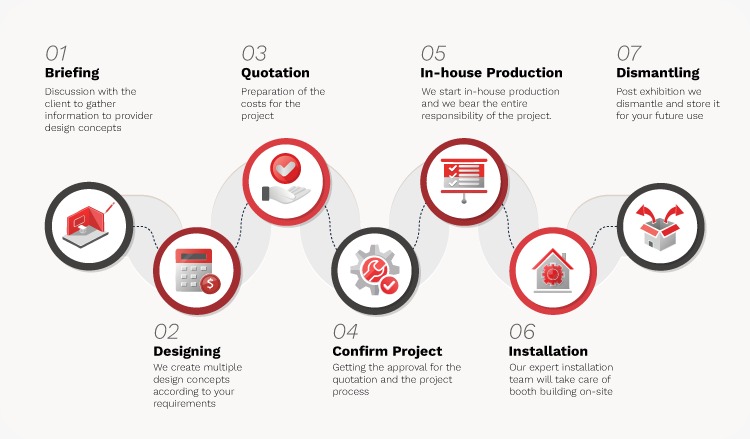 01
Briefing
Discussion with the
client to gather
information to provider
design concepts
02
Designing
We create multiple
design concepts
according to your
requirements
03
Quotation
Preparation of the
costs for the
project
04
Confirm Project
Getting the approval for the
quotation and the project
process
05
In-house Production
We start in-house production
and we bear the entire
responsibility of the project.
06
Installation
Our expert installation
team will take care of
booth building on-site
07
Dismantling
Post exhibition we
dismantle and store it
for your future use
$